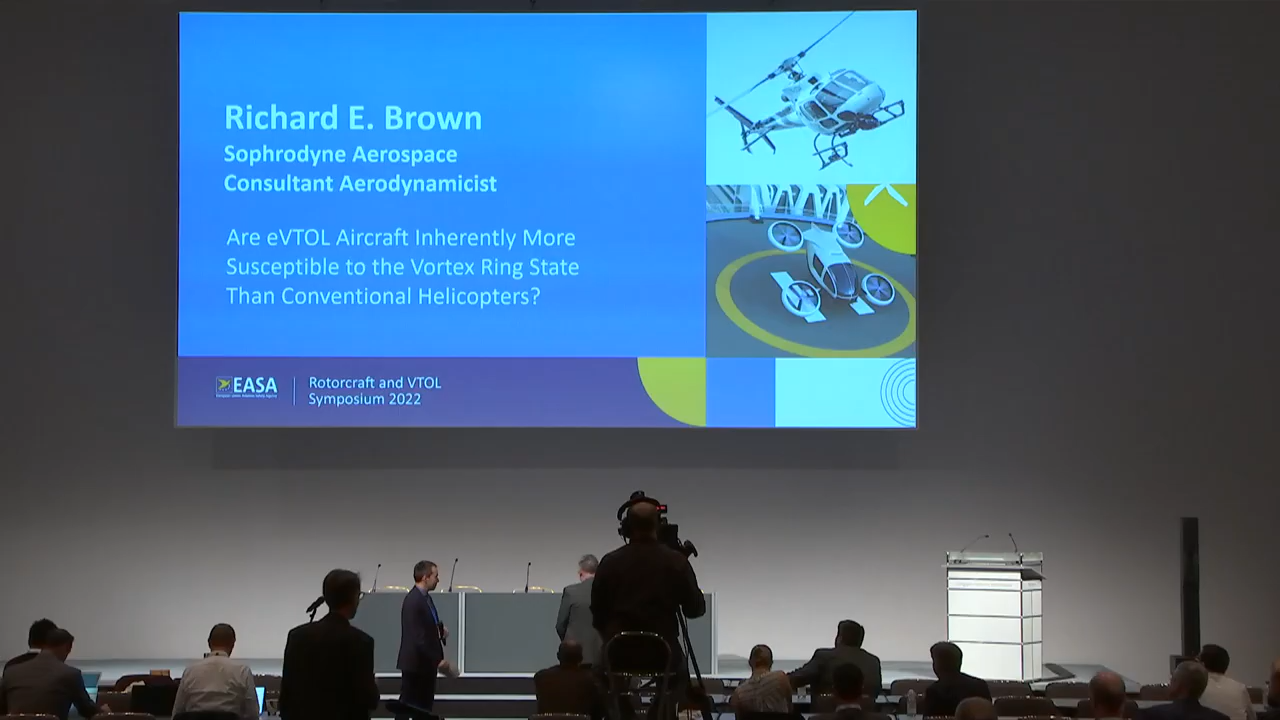 Richard E. Brown
Sophrodyne Aerospace
Consultant Aerodynamicist
Are eVTOL Aircraft Inherently More
Susceptible to the Vortex Ring State
Than Conventional Helicopters?
EASA
Rotorcraft and VTOL
Symposium 2022